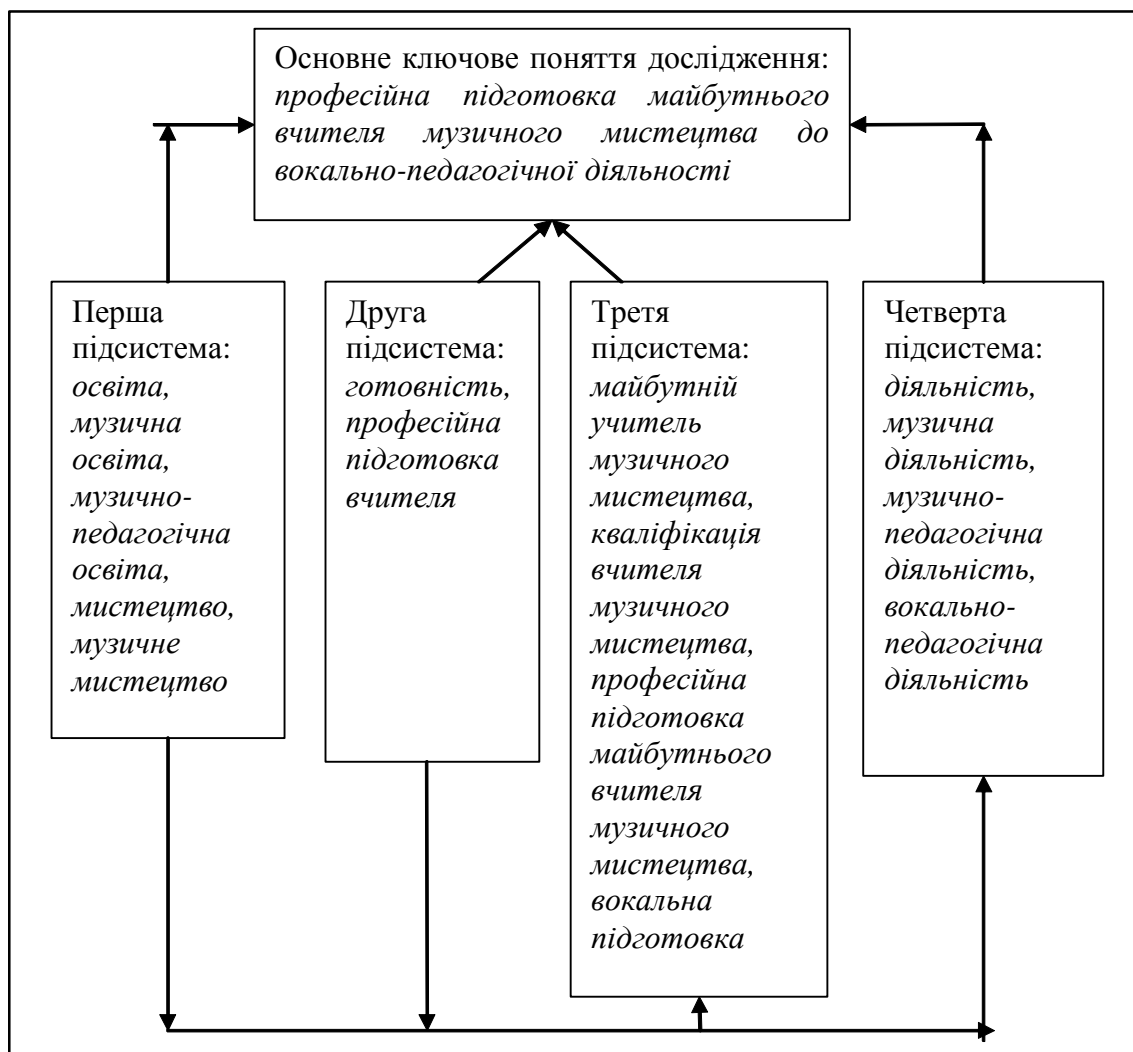 Основне ключове поняття дослідження:
професійна підготовка майбутнього
вчителя музичного мистецтва до
вокально-педагогічної діяльності
Перша
підсистема:
освіта,
музична
освіта,
музично-
педагогічна
освіта,
мистецтво,
музичне
мистецтво
Друга
підсистема:
готовність,
професійна
підготовка
вчителя
Третя
підсистема:
майбутній
учитель
музичного
мистецтва,
кваліфікація
вчителя
музичного
мистецтва,
професійна
підготовка
майбутнього
вчителя
музичного
мистецтва,
вокальна
підготовка
Четверта
підсистема:
діяльність,
музична
діяльність,
музично-
педагогічна
діяльність,
вокально-
педагогічна
діяльність